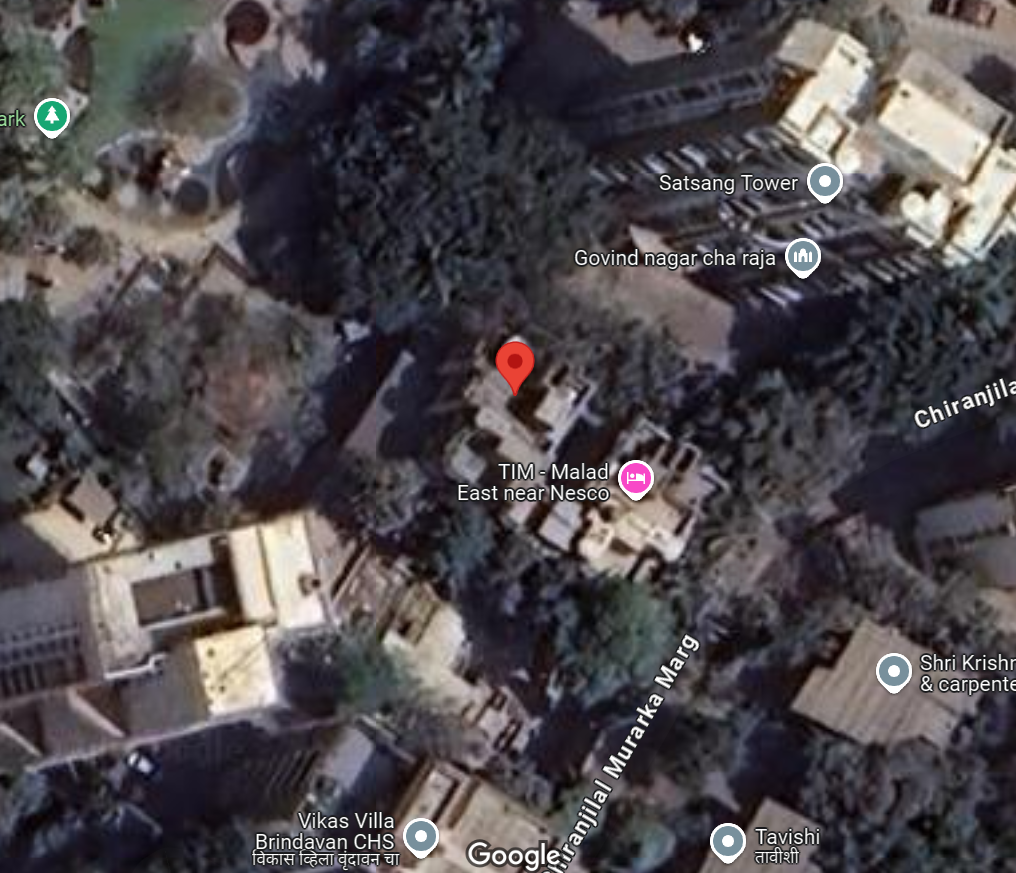 ark
Satsang Tower
Govind nagar cha raja
Chiranjila
TIM - Malad
East near Nesco
Chiranjilal Murarka Marg
Shri Krishn
& carpente
Vikas Villa
Brindavan CHS
विकास व्हिला वृंदावन चा
Google
Tavishi
तावीशी